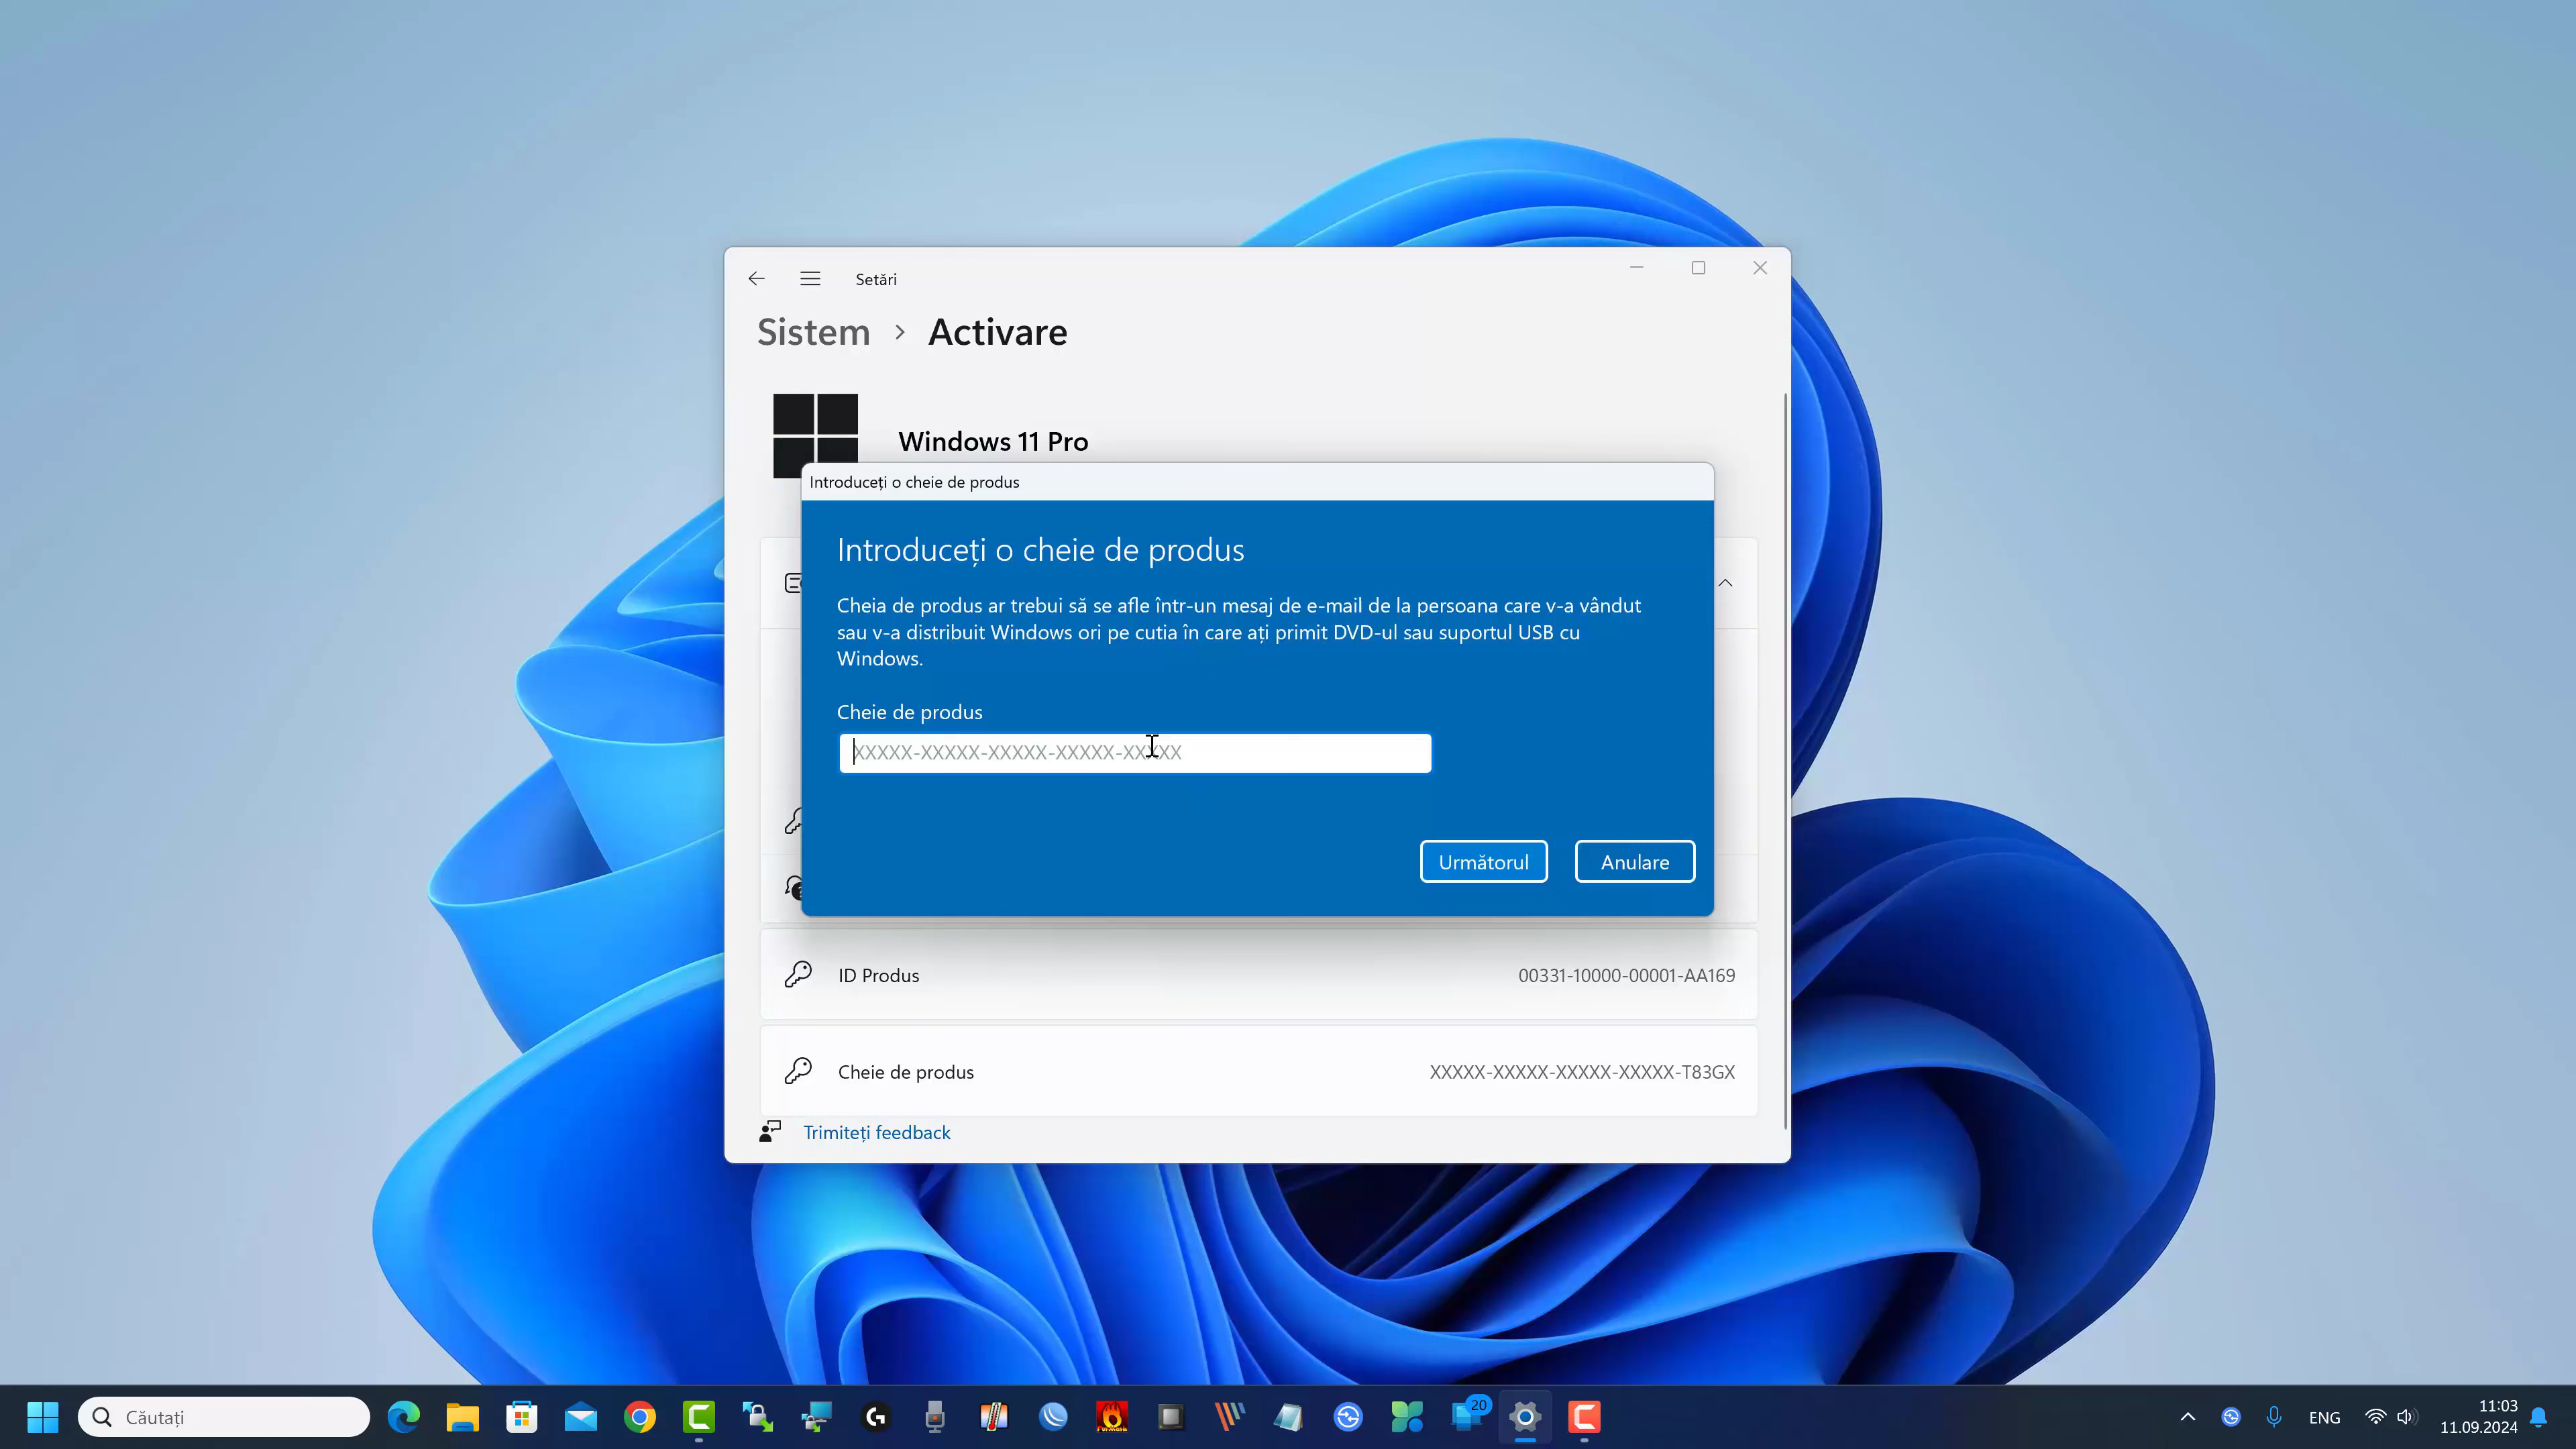 Setări
Sistem > Activare
Windows 11 Pro
Introduceți o cheie de produs
Introduceți o cheie de produs
Cheia de produs ar trebui să se afle într-un mesaj de e-mail de la persoana care v-a vândut
sau v-a distribuit Windows ori pe cutia în care ați primit DVD-ul sau suportul USB cu
Windows.
Cheie de produs
XXXXX-XXXXX-XXXXX-XXXXX-XXXXX
Următorul
Anulare
ID Produs
00331-10000-00001-AA169
Cheie de produs
XXXXX-XXXXX-XXXXX-XXXXX-T83GX
Trimiteți feedback
Căutați
20
ENG
11:03
11.09.2024